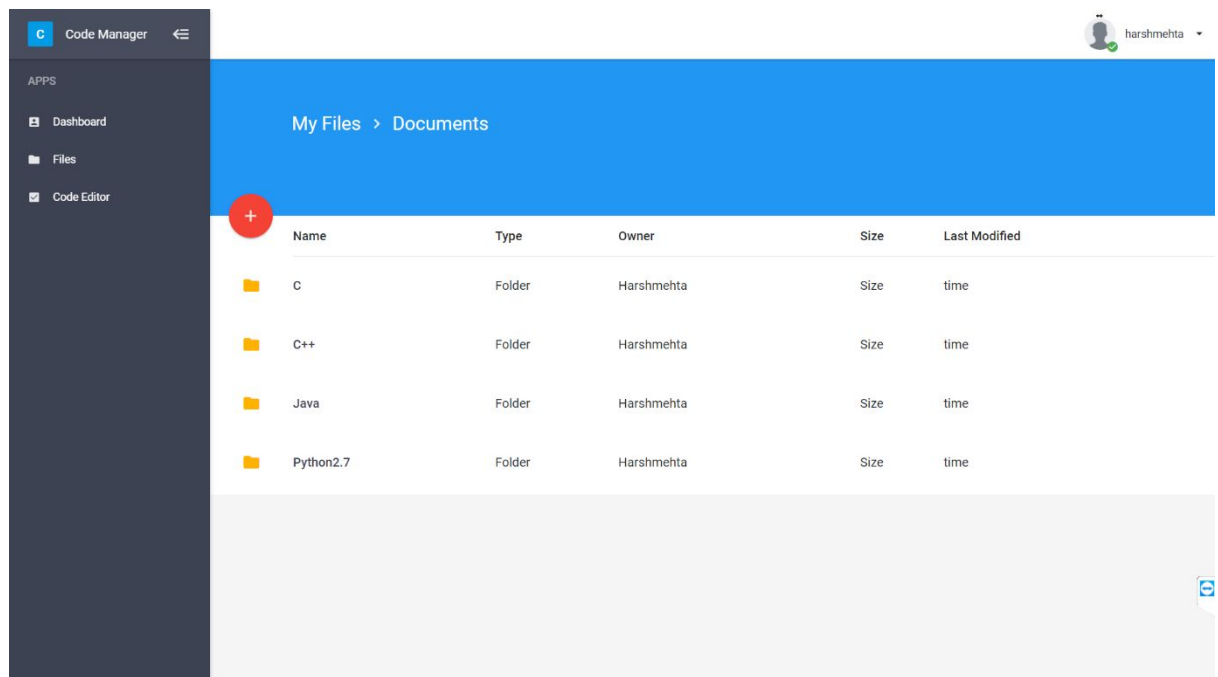 C Code Manager
harshmehta
APPS
Dashboard
Files
Code Editor
My Files > Documents
+
Name Type Owner Size Last Modified
C Folder Harshmehta Size time
C++ Folder Harshmehta Size time
Java Folder Harshmehta Size time
Python2.7 Folder Harshmehta Size time